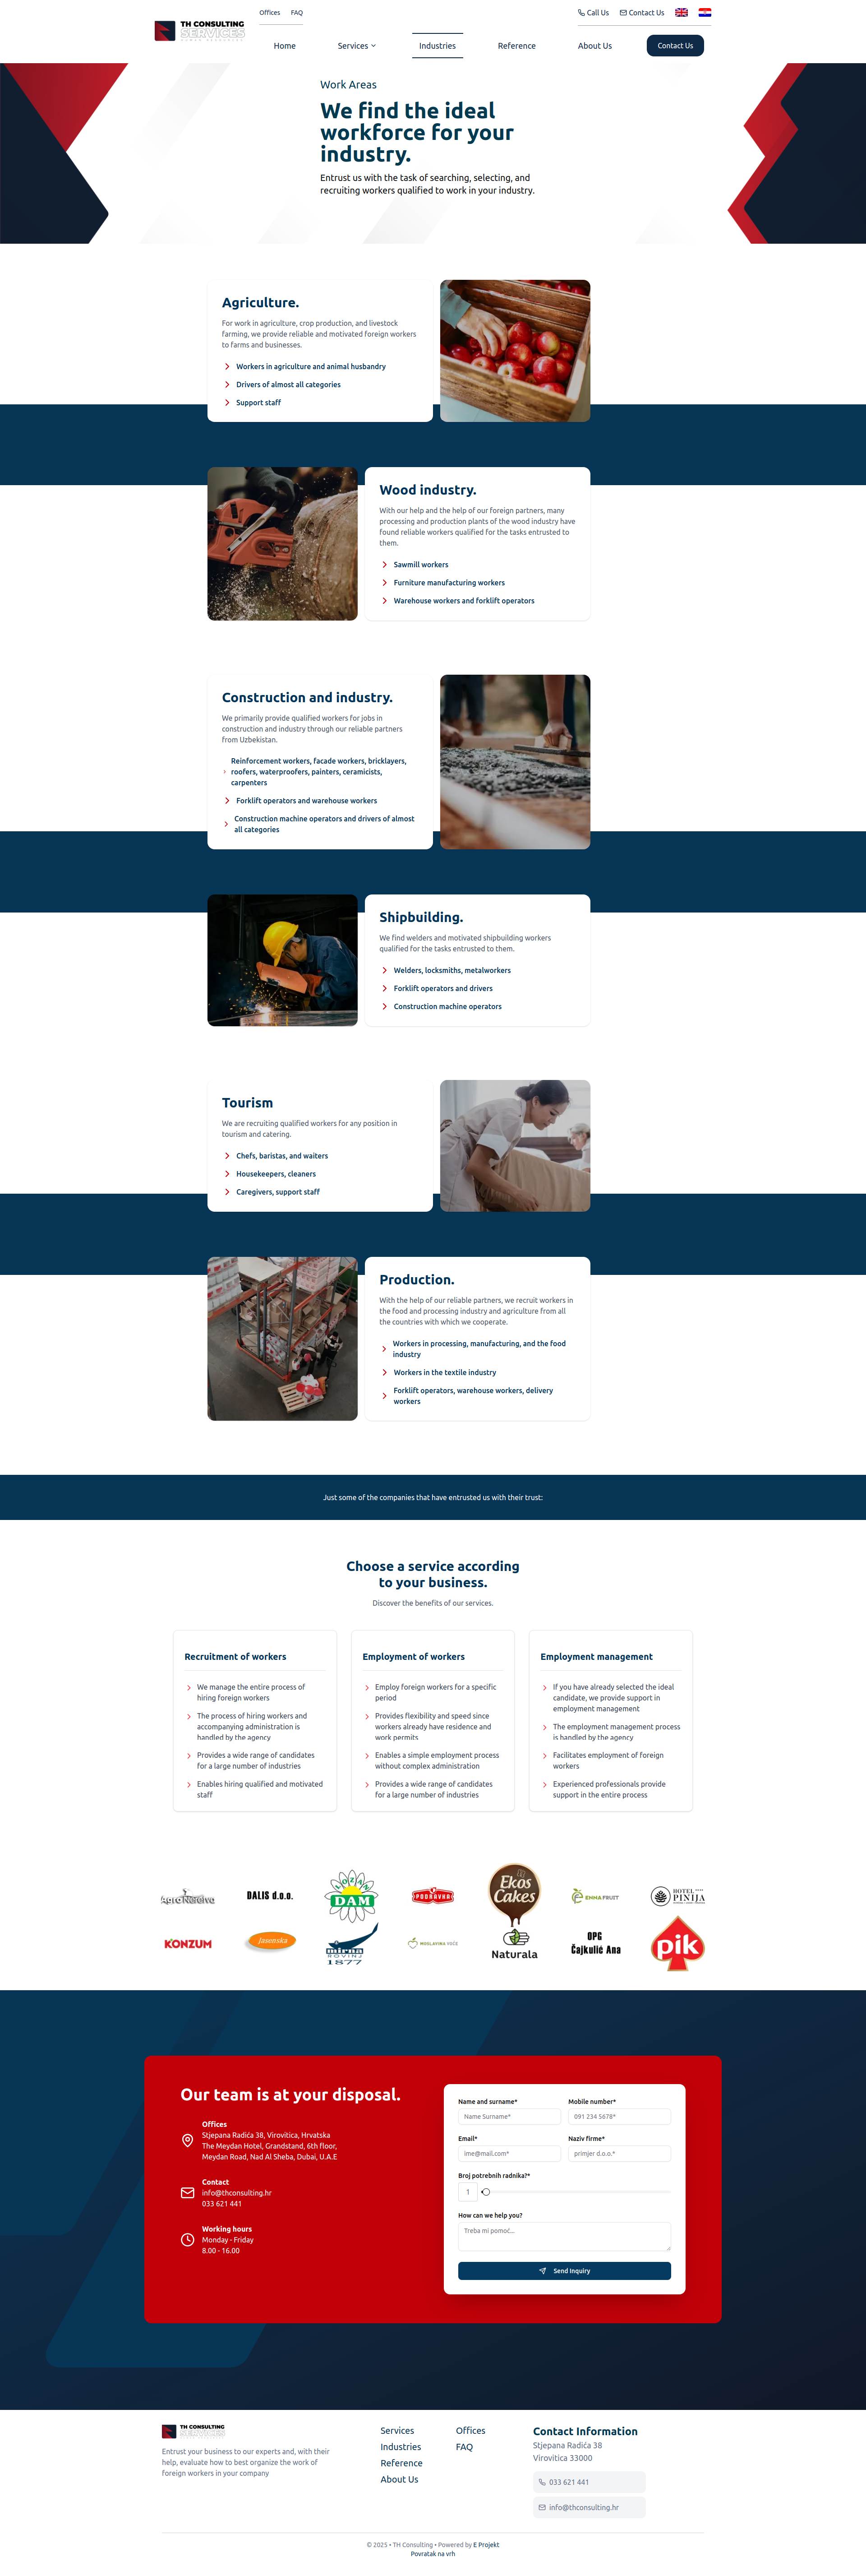 TH CONSULTING
SERVICES
Offices FAQ
Call Us Contact Us
Home Services Industries Reference About Us Contact Us
Work Areas
We find the ideal
workforce for your
industry.
Entrust us with the task of searching, selecting, and
recruiting workers qualified to work in your industry.
Agriculture.
For work in agriculture, crop production, and livestock
farming, we provide reliable and motivated foreign workers
to farms and businesses.
Workers in agriculture and animal husbandry
Drivers of almost all categories
Support staff
Wood industry.
With our help and the help of our foreign partners, many
processing and production plants of the wood industry have
found reliable workers qualified for the tasks entrusted to
them.
Sawmill workers
Furniture manufacturing workers
Warehouse workers and forklift operators
Construction and industry.
We primarily provide qualified workers for jobs in
construction and industry through our reliable partners
from Uzbekistan.
Reinforcement workers, facade workers, bricklayers,
roofers, waterproofers, painters, ceramicists,
carpenters
Forklift operators and warehouse workers
Construction machine operators and drivers of almost
all categories
Shipbuilding.
We find welders and motivated shipbuilding workers
qualified for the tasks entrusted to them.
Welders, locksmiths, metalworkers
Forklift operators and drivers
Construction machine operators
Tourism
We are recruiting qualified workers for any position in
tourism and catering.
Chefs, baristas, and waiters
Housekeepers, cleaners
Caregivers, support staff
Production.
With the help of our reliable partners, we recruit workers in
the food and processing industry and agriculture from all
the countries with which we cooperate.
Workers in processing, manufacturing, and the food
industry
Workers in the textile industry
Forklift operators, warehouse workers, delivery
workers
Just some of the companies that have entrusted us with their trust:
Choose a service according
to your business.
Discover the benefits of our services.
Recruitment of workers
We manage the entire process of
hiring foreign workers
The process of hiring workers and
accompanying administration is
handled by the agency
Provides a wide range of candidates
for a large number of industries
Enables hiring qualified and motivated
staff
Employment of workers
Employ foreign workers for a specific
period
Provides flexibility and speed since
workers already have residence and
work permits
Enables a simple employment process
without complex administration
Provides a wide range of candidates
for a large number of industries
Employment management
If you have already selected the ideal
candidate, we provide support in
employment management
The employment management process
is handled by the agency
Facilitates employment of foreign
workers
Experienced professionals provide
support in the entire process
DALIS d.o.o.
LOZAN
DAM
PODRAVKA
Ekos
Cakes
EMMA FRUIT
HOTEL
PINIJA
KONZUM
Jaweska
mirna
ROVINJ
1877
MOSLAVINA VOĆE
Naturala
OPG
Čajkulić Ana
pik
Our team is at your disposal.
Offices
Stjepana Radića 38, Virovitica, Hrvatska
The Meydan Hotel, Grandstand, 6th floor,
Meydan Road, Nad Al Sheba, Dubai, U.A.E
Contact
info@thconsulting.hr
033 621 441
Working hours
Monday - Friday
8.00 - 16.00
Name and surname* Mobile number*
Name Surname* 091 234 5678*
Email* Naziv firme*
ime@mail.com* primjer d.o.o.*
Broj potrebnih radnika?*
1
How can we help you?
Treba mi pomoć...
Send Inquiry
TH CONSULTING
SERVICES
Entrust your business to our experts and, with their
help, evaluate how to best organize the work of
foreign workers in your company
Services
Industries
Reference
About Us
Offices
FAQ
Contact Information
Stjepana Radića 38
Virovitica 33000
033 621 441
info@thconsulting.hr
© 2025 • TH Consulting • Powered by E Projekt
Povratak na vrh